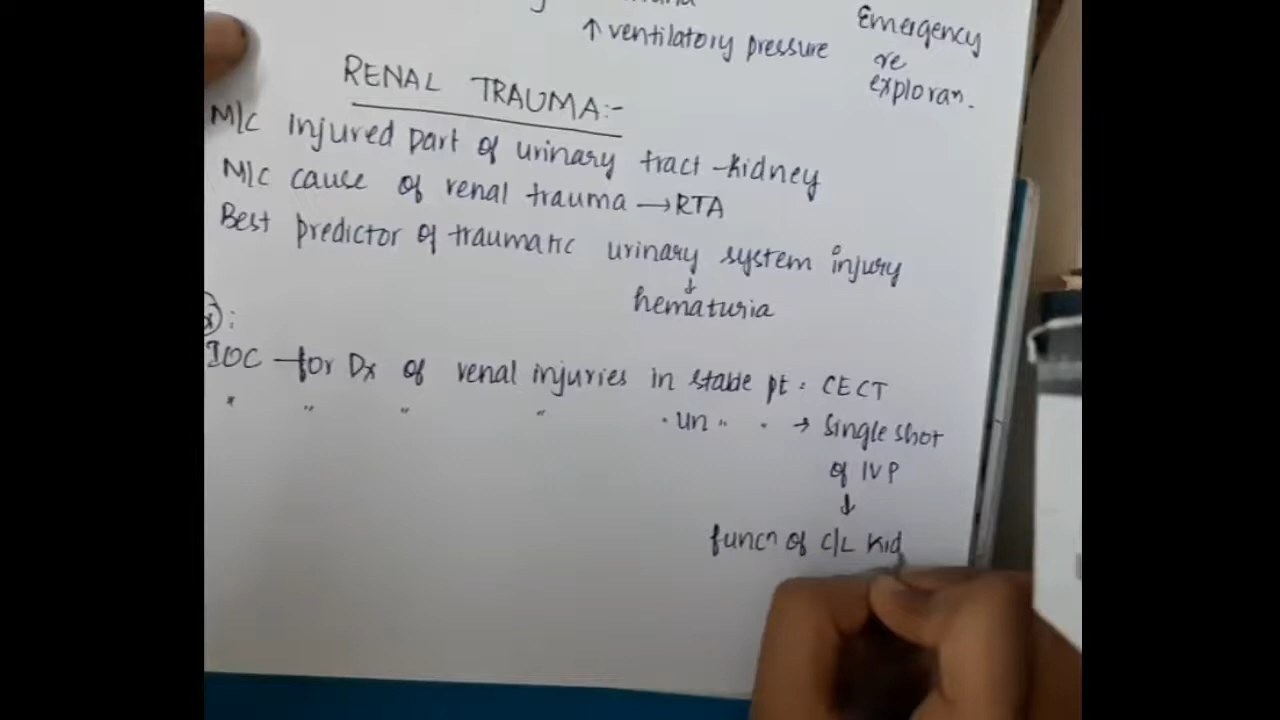 ↑ ventilatory pressure
Emergency
re
exploran.
RENAL TRAUMA:-
M/C injured part of urinary tract - kidney
M/C cause of renal trauma → RTA
Best predictor of traumatic urinary system injury
↓
hematuria
IOC for Dx of renal injuries in stable pt : CECT
" " " " " un " " → single shot
of IVP
↓
funcn of C/L kid